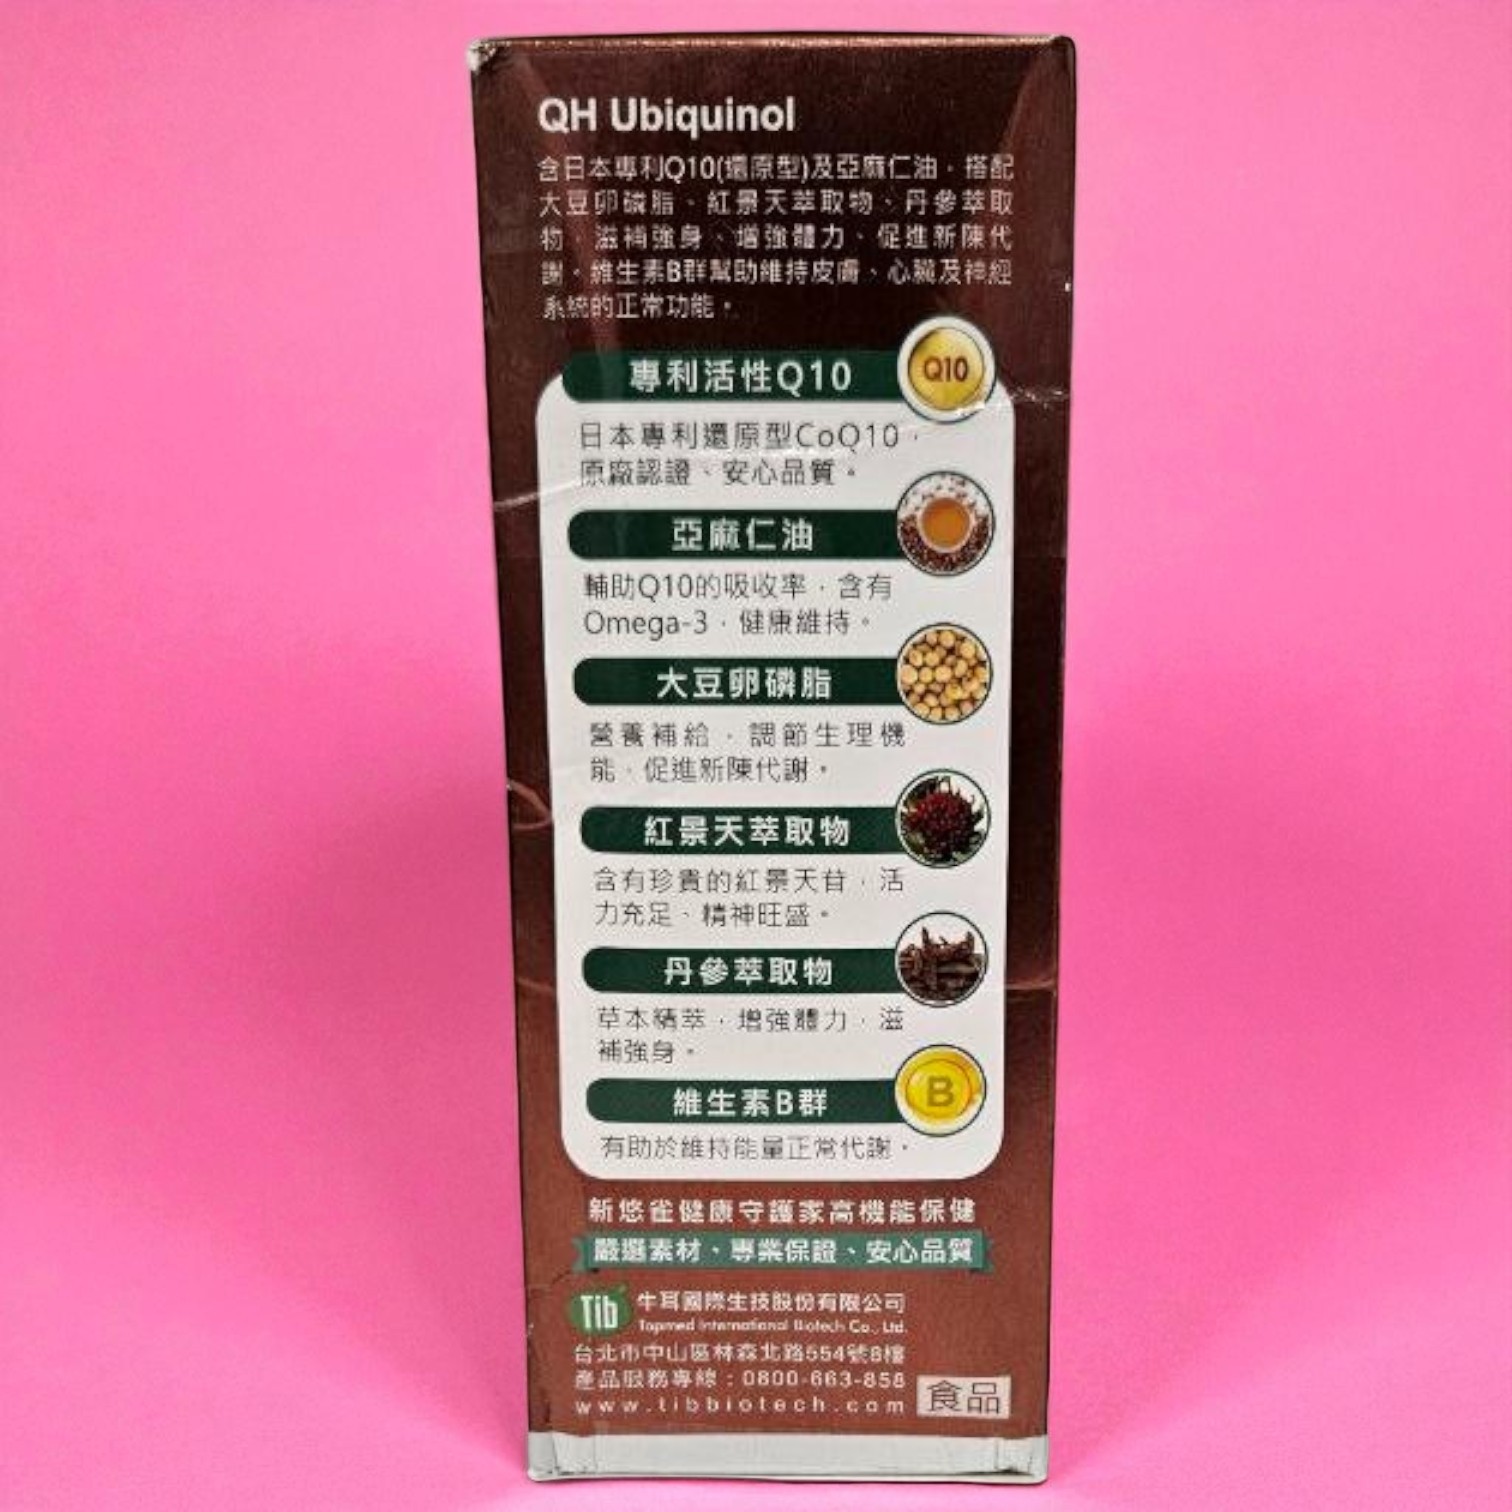 QH Ubiquinol
含日本專利Q10(還原型)及亞麻仁油，搭配
大豆卵磷脂、紅景天萃取物、丹參萃取
物，滋補強身、增強體力、促進新陳代
謝。維生素B群幫助維持皮膚、心臟及神經
系統的正常功能。
專利活性Q10
Q10
日本專利還原型CoQ10，
原廠認證、安心品質。
亞麻仁油
輔助Q10的吸收率，含有
Omega-3，健康維持。
大豆卵磷脂
營養補給，調節生理機
能，促進新陳代謝。
紅景天萃取物
含有珍貴的紅景天苷，活
力充足、精神旺盛。
丹參萃取物
草本精萃，增強體力，滋
補強身。
維生素B群
B
有助於維持能量正常代謝。
新悠雀健康守護家高機能保健
嚴選素材、專業保證、安心品質
Tib 牛耳國際生技股份有限公司
Topmed International Biotech Co., Ltd.
台北市中山區林森北路554號8樓
產品服務專線：0800-663-858
www.tibbiotech.com
食品